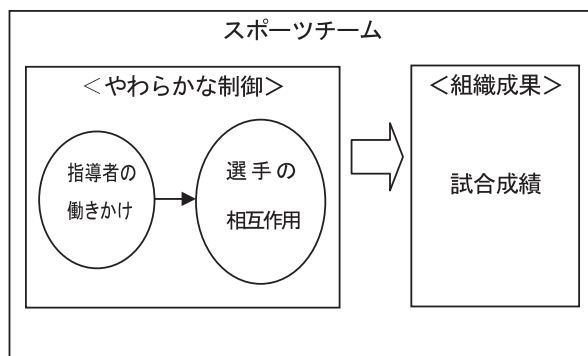 スポーツチーム
＜やわらかな制御＞
指導者の
働きかけ
選手の
相互作用
＜組織成果＞
試合成績